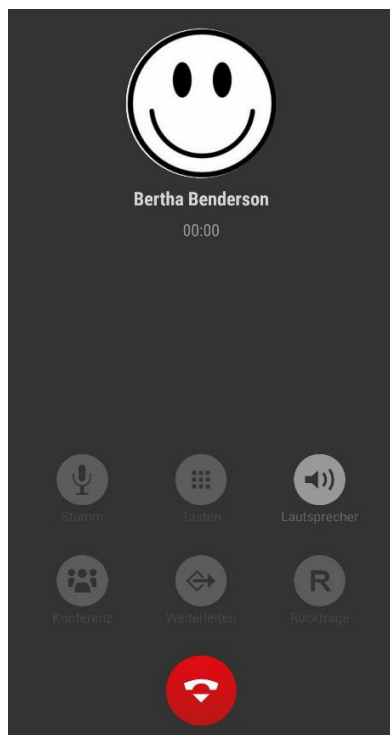 Bertha Benderson
00:00
Stumm
Tasten
Lautsprecher
Konferenz
Weiterleiten
R
Rückfrage